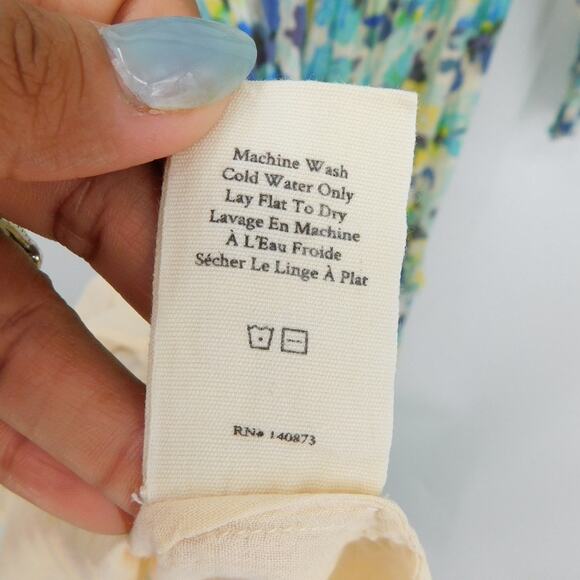 Machine Wash
Cold Water Only
Lay Flat To Dry
Lavage En Machine
À L'Eau Froide
Sécher Le Linge À Plat
RN# 140873